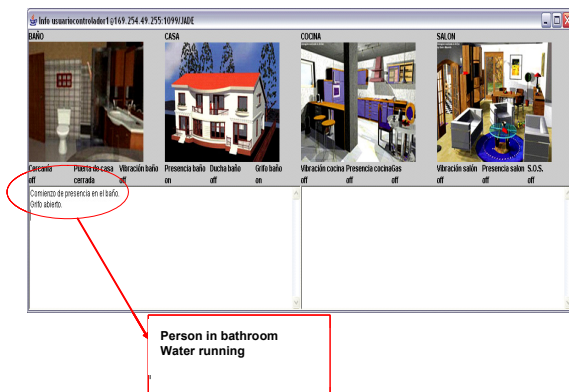 Info usuariocontrolador1@169.254.49.255:1099/JADE
BAÑO CASA COCINA SALON
Cercania Puerta de casa Vibración baño Presencia baño Ducha baño Grifo baño Vibración cocina Presencia cocina Gas Vibración salón Presencia salon S.O.S.
off cerrada off on off on off off off off off off
Comienzo de presencia en el baño.
Grifo abierto.
Person in bathroom
Water running
"